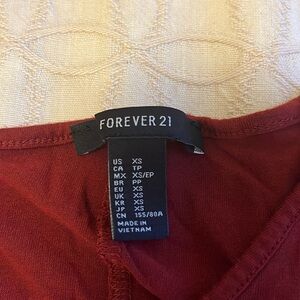 FOREVER 21
US XS
CA TP
MX XS/EP
BR PP
EU XS
UK XS
KR XS
JP XS
CN 155/80A
MADE IN
VIETNAM